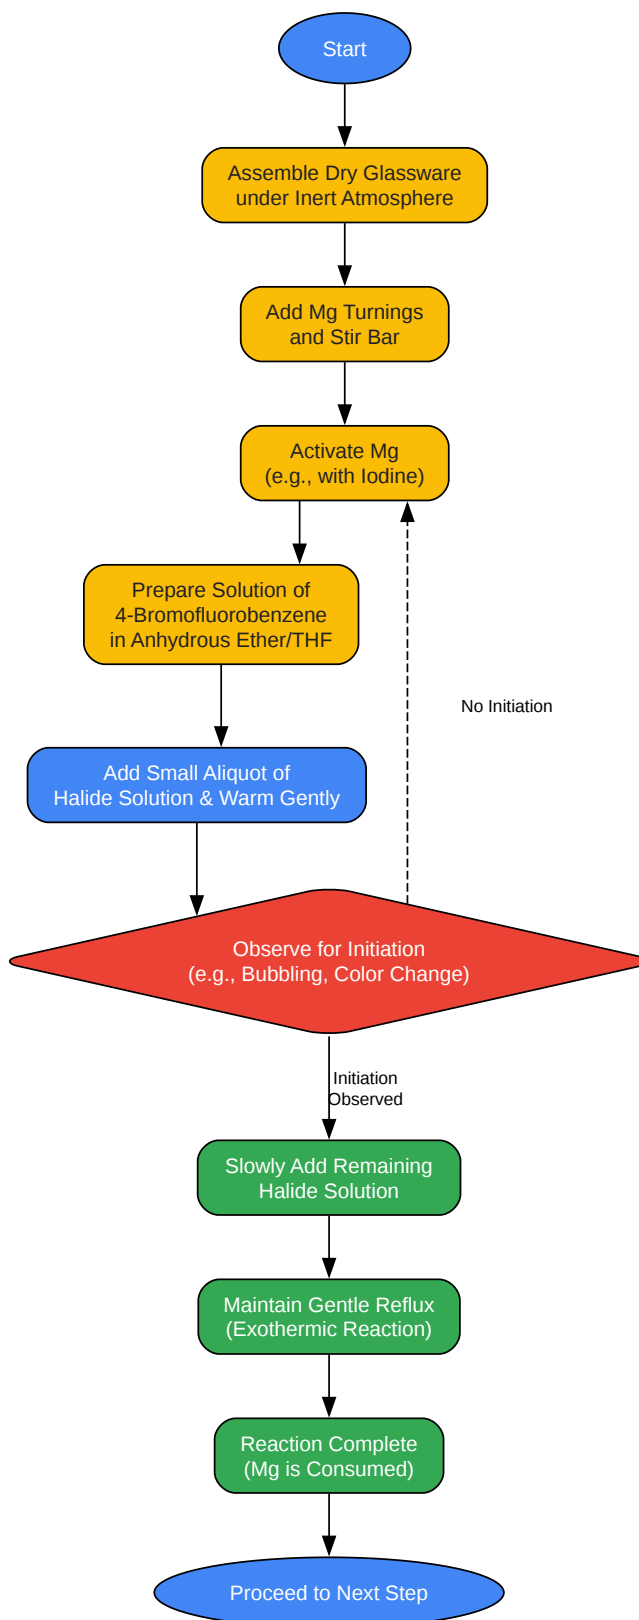 Start
Assemble Dry Glassware
under Inert Atmosphere
Add Mg Turnings
and Stir Bar
Activate Mg
(e.g., with Iodine)
Prepare Solution of
4-Bromofluorobenzene
in Anhydrous Ether/THF
No Initiation
Add Small Aliquot of
Halide Solution & Warm Gently
Observe for Initiation
(e.g., Bubbling, Color Change)
Initiation
Observed
Slowly Add Remaining
Halide Solution
Maintain Gentle Reflux
(Exothermic Reaction)
Reaction Complete
(Mg is Consumed)
Proceed to Next Step